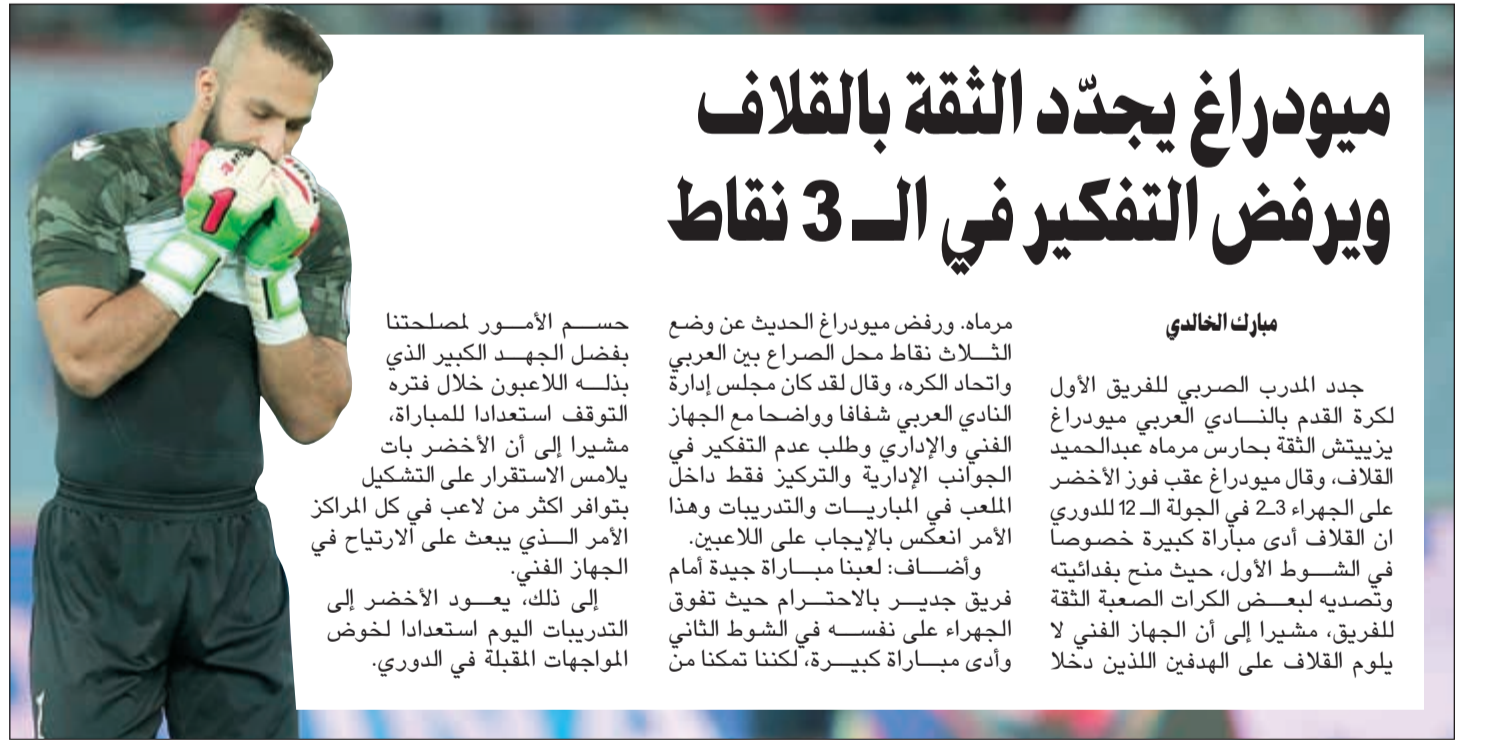 ميودراغ يجدّد الثقة بالقلاف
ويرفض التفكير في الـ 3 نقاط
مبارك الخالدي
جدد المدرب الصربي للفريق الأول
لكرة القدم بالنادي العربي ميودراغ
يزييتش الثقة بحارس مرماه عبدالحميد
القلاف، وقال ميودراغ عقب فوز الأخضر
على الجهراء 3-2 في الجولة الـ 12 للدوري
ان القلاف أدى مباراة كبيرة خصوصا
في الشوط الأول، حيث منح بفدائيته
وتصديه لبعض الكرات الصعبة الثقة
للفريق، مشيرا إلى أن الجهاز الفني لا
يلوم القلاف على الهدفين اللذين دخلا
مرماه. ورفض ميودراغ الحديث عن وضع
الثلاث نقاط محل الصراع بين العربي
واتحاد الكره، وقال لقد كان مجلس إدارة
النادي العربي شفافا وواضحا مع الجهاز
الفني والإداري وطلب عدم التفكير في
الجوانب الإدارية والتركيز فقط داخل
الملعب في المباريات والتدريبات وهذا
الأمر انعكس بالإيجاب على اللاعبين.
وأضاف: لعبنا مباراة جيدة أمام
فريق جدير بالاحترام حيث تفوق
الجهراء على نفسه في الشوط الثاني
وأدى مباراة كبيرة، لكننا تمكنا من
حسم الأمور لمصلحتنا
بفضل الجهد الكبير الذي
بذله اللاعبون خلال فتره
التوقف استعدادا للمباراة،
مشيرا إلى أن الأخضر بات
يلامس الاستقرار على التشكيل
بتوافر اكثر من لاعب في كل المراكز
الأمر الذي يبعث على الارتياح في
الجهاز الفني.
إلى ذلك، يعود الأخضر إلى
التدريبات اليوم استعدادا لخوض
المواجهات المقبلة في الدوري.
1